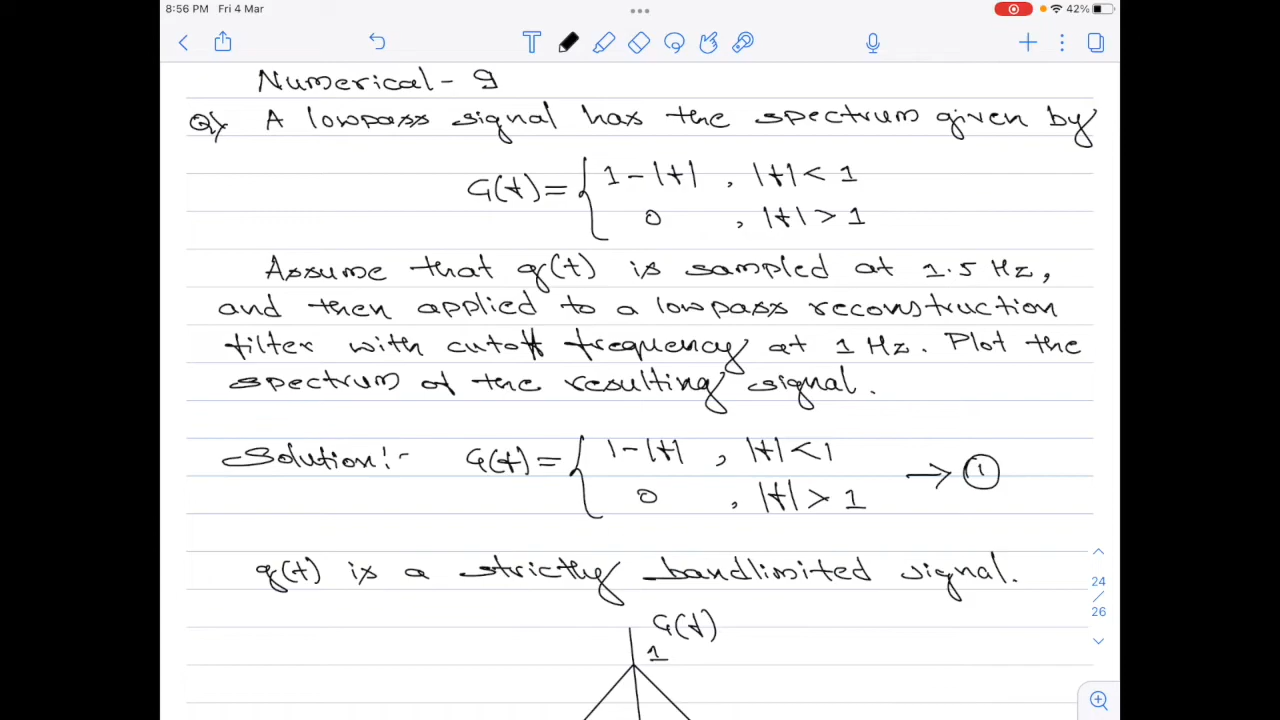 8:56 PM Fri 4 Mar
42%
Numerical - 9
Q) A lowpass signal has the spectrum given by
G(f) = { 1 - |f| , |f| < 1
0 , |f| > 1
Assume that g(t) is sampled at 1.5 Hz,
and then applied to a lowpass reconstruction
filter with cutoff frequency at 1 Hz. Plot the
spectrum of the resulting signal.
Solution:- G(f) = { 1 - |f| , |f| < 1
0 , |f| > 1 → 1
g(t) is a strictly bandlimited signal.
24
26
G(f)
1